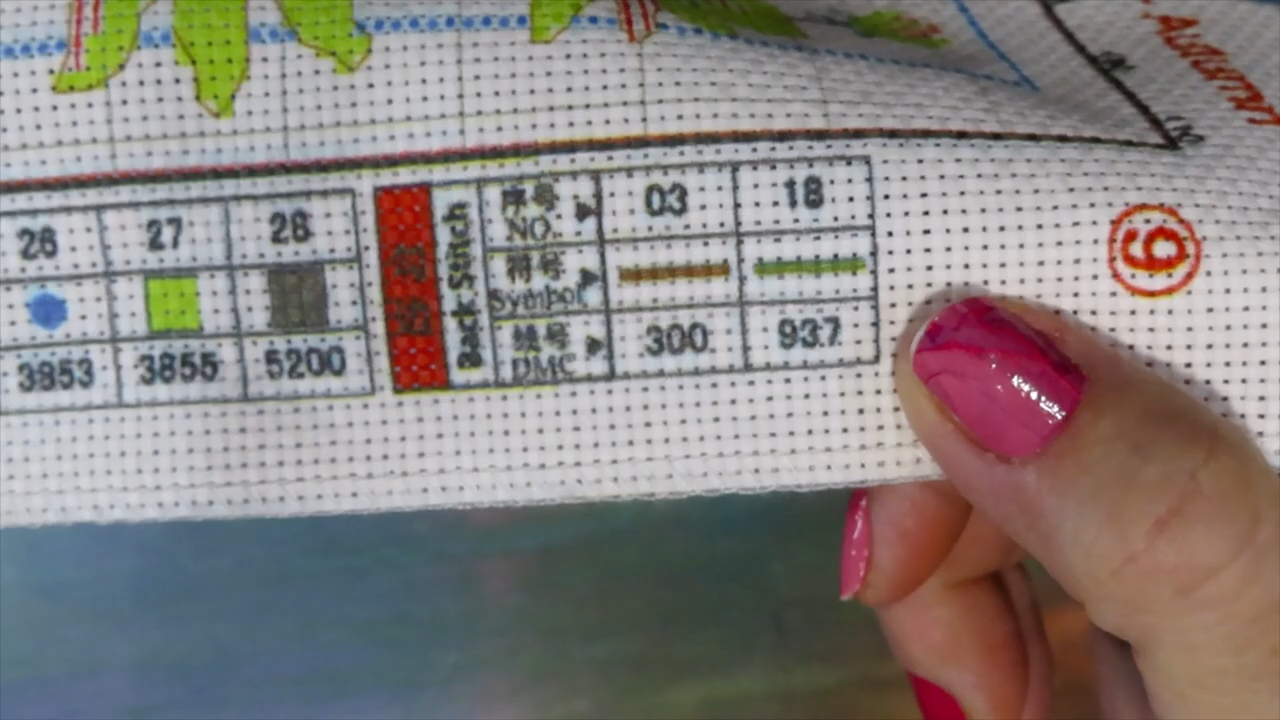 Autumn
26 27 28
3853 3855 5200
Back Stitch
序号 NO. 03 18
符号 Symbol
线号 DMC 300 937
9